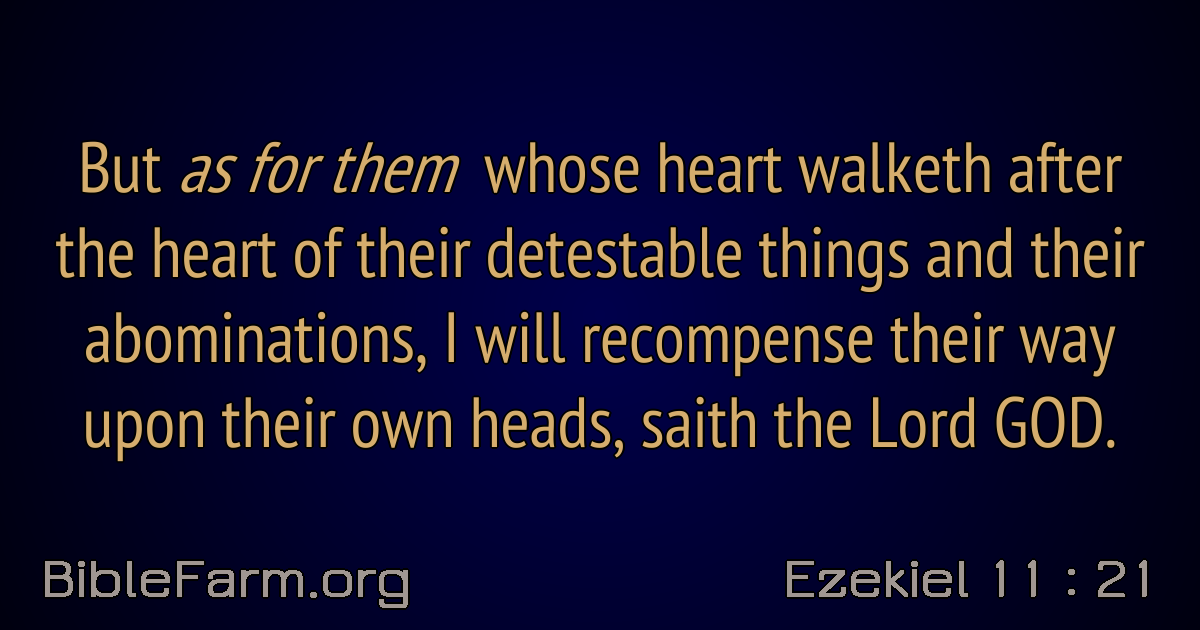 But as for them whose heart walketh after
the heart of their detestable things and their
abominations, I will recompense their way
upon their own heads, saith the Lord GOD.
BibleFarm.org
Ezekiel 11 : 21